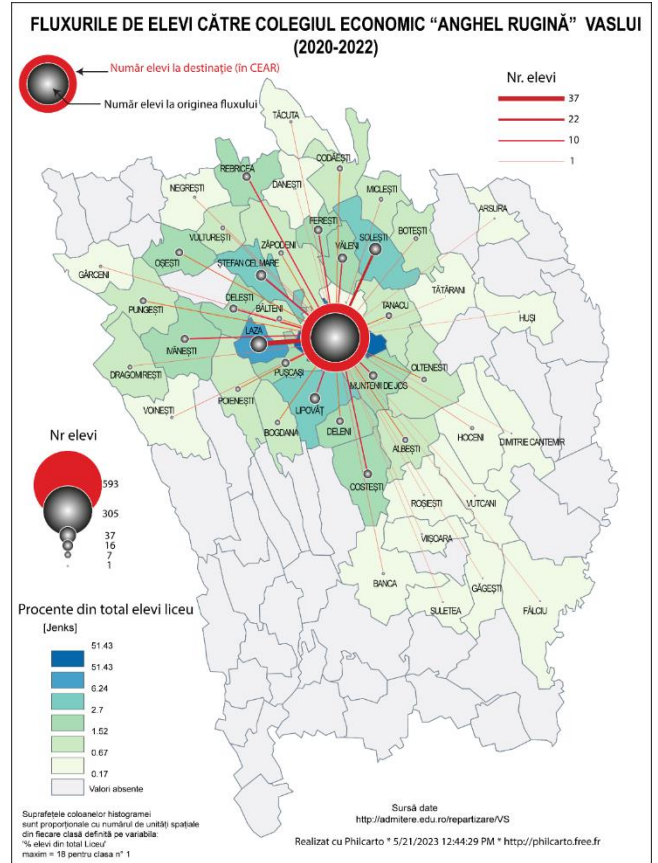 FLUXURILE DE ELEVI CĂTRE COLEGIUL ECONOMIC “ANGHEL RUGINĂ” VASLUI
(2020-2022)
Număr elevi la destinație (în CEAR)
Număr elevi la originea fluxului
Nr. elevi
37
22
10
1
TĂCUTA
CODĂEȘTI
REBRICEA
DĂNEȘTI
NEGREȘTI
MICLEȘTI
ARSURA
FEREȘTI
VULTUREȘTI
SOLEȘTI
BOTEȘTI
ZĂPODENI
VĂLENI
OȘEȘTI
ȘTEFAN CEL MARE
GÂRCENI
TĂTĂRANI
DELEȘTI
PUNGEȘTI
BĂLTENI
TANACU
HUȘI
LAZA
IVĂNEȘTI
PUȘCAȘI
DRAGOMIREȘTI
MUNTENII DE JOS
OLTENEȘTI
POIENEȘTI
LIPOVĂȚ
VOINEȘTI
BOGDANA
DELENI
HOCENI
DIMITRIE CANTEMIR
ALBEȘTI
COSTEȘTI
ROȘIEȘTI
VUTCANI
VIIȘOARA
BANCA
GĂGEȘTI
ȘULETEA
FĂLCIU
Nr elevi
593
305
37
16
7
1
Procente din total elevi liceu
[Jenks]
51.43
51.43
6.24
2.7
1.52
0.67
0.17
Valori absente
Suprafețele coloanelor histogramei
sunt proporționale cu numărul de unități spațiale
din fiecare clasă definită pe variabila:
'% elevi din total Liceu'
maxim = 18 pentru clasa n° 1
Sursă date
http://admitere.edu.ro/repartizare/VS
Realizat cu Philcarto * 5/21/2023 12:44:29 PM * http://philcarto.free.fr